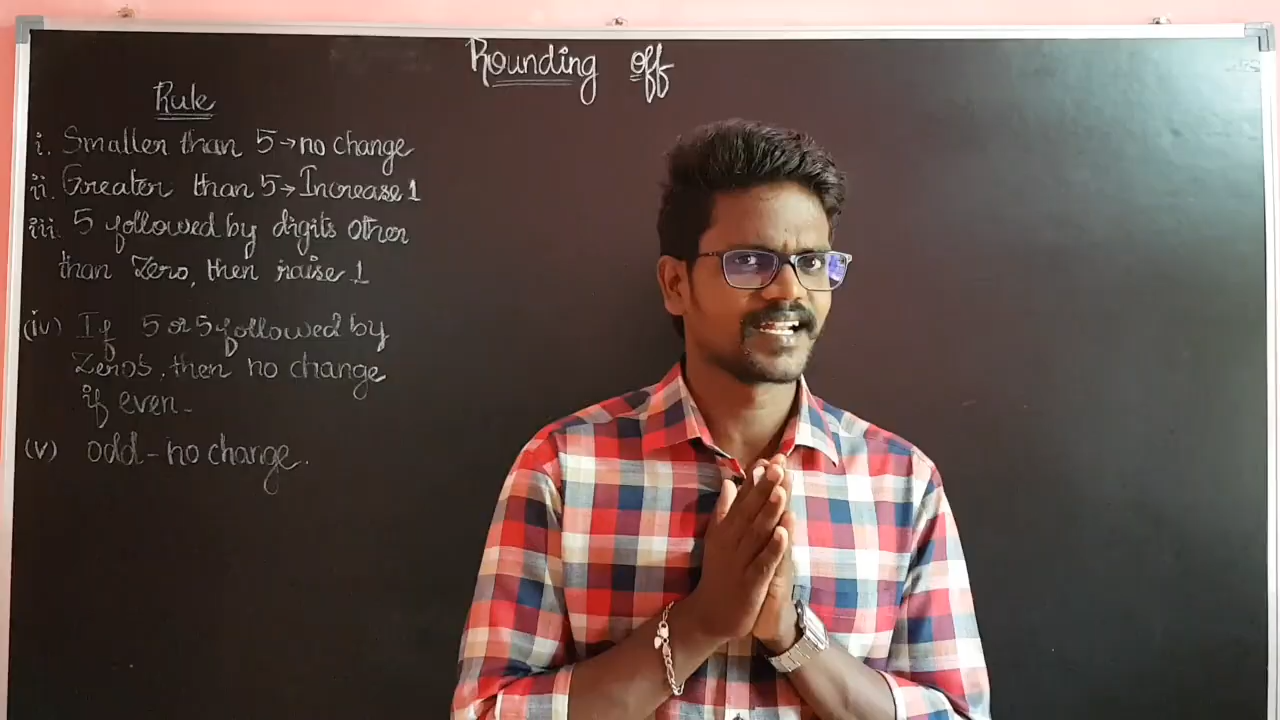 Rounding off
Rule
i. Smaller than 5→no change
ii. Greater than 5→Increase 1
iii. 5 followed by digits other
than Zero, then raise 1
(iv) If 5 or 5 followed by
Zeros, then no change
if even.
(v) odd - no change.